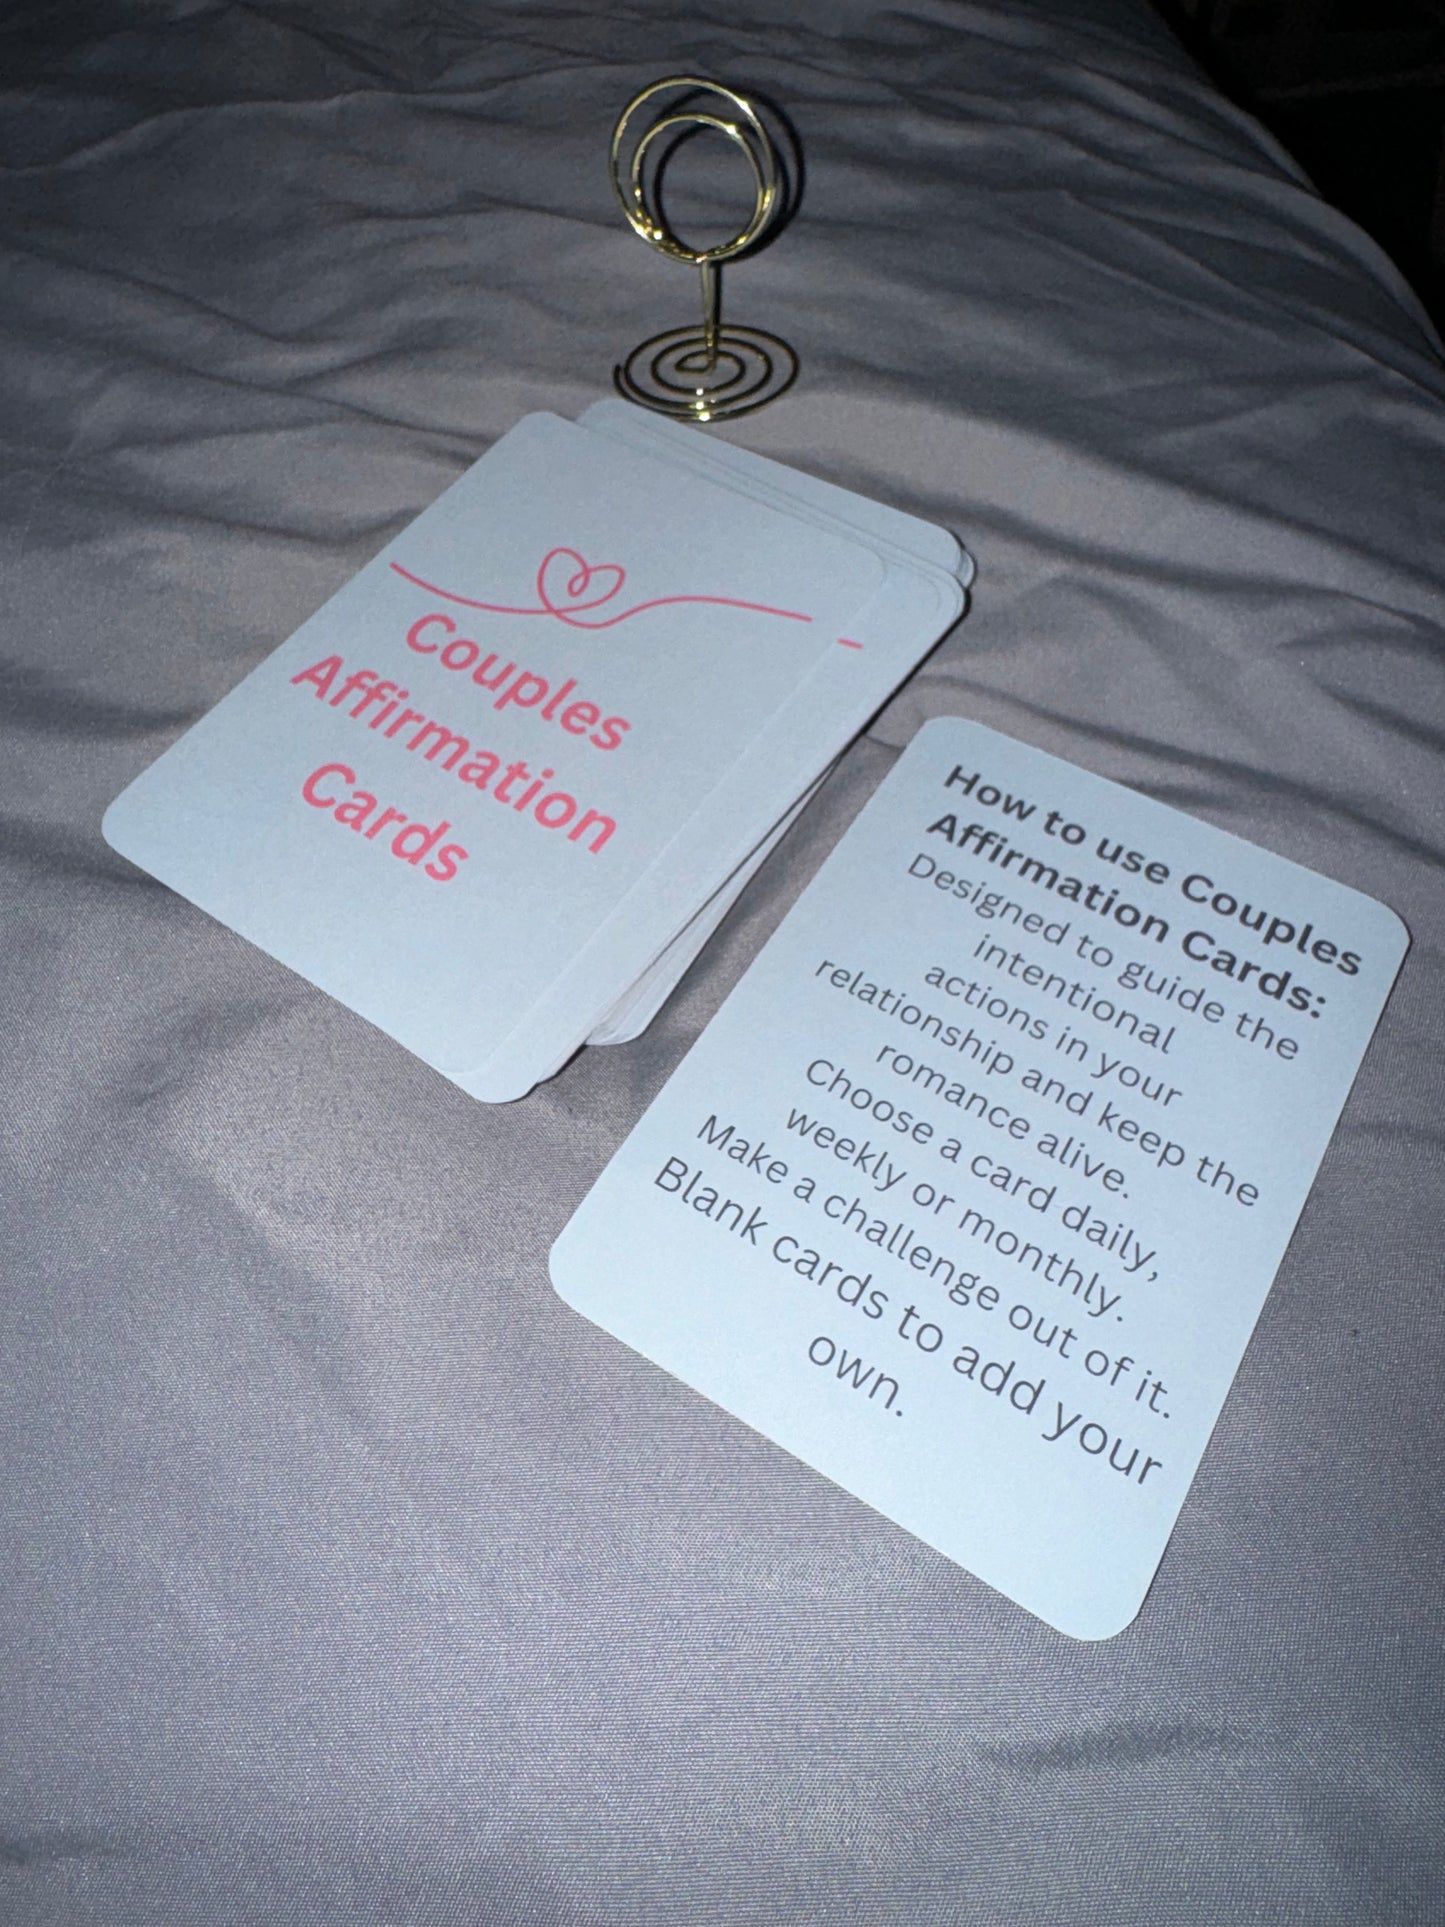 Couples
Affirmation
Cards
How to use Couples
Affirmation Cards:
Designed to guide the
intentional
actions in your
relationship and keep the
romance alive.
Choose a card daily,
weekly or monthly.
Make a challenge out of it.
Blank cards to add your
own.